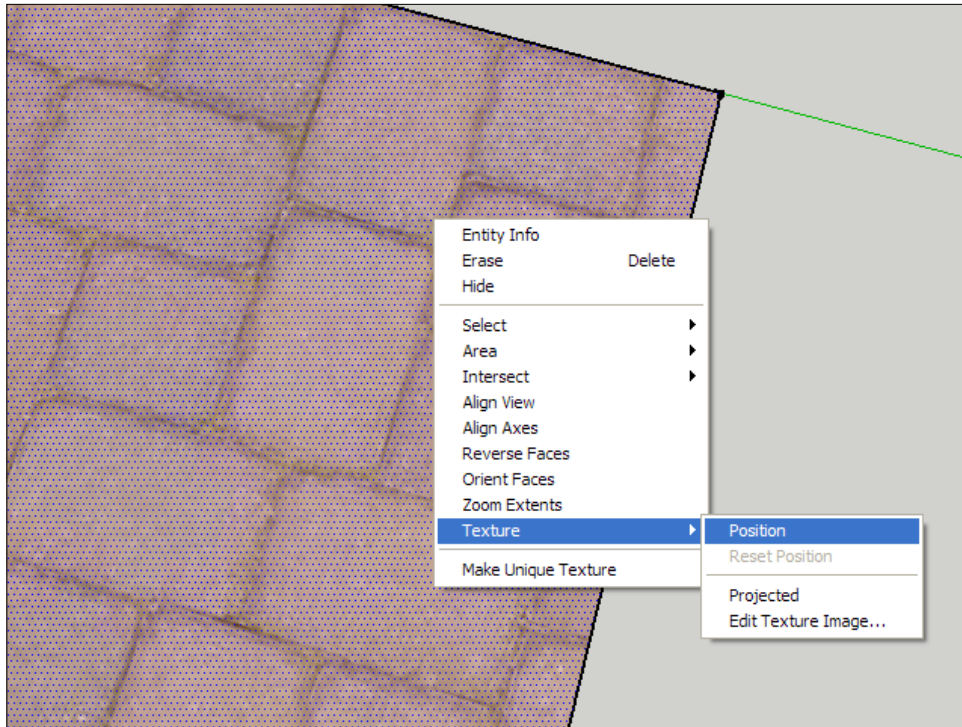 Entity Info
Erase Delete
Hide
Select
Area
Intersect
Align View
Align Axes
Reverse Faces
Orient Faces
Zoom Extents
Texture
Make Unique Texture
Position
Reset Position
Projected
Edit Texture Image...